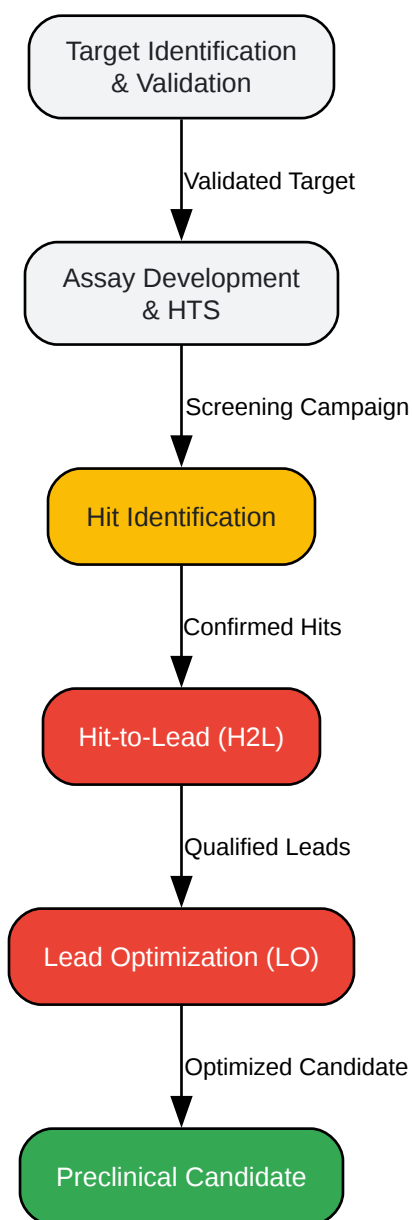 Target Identification
& Validation
Validated Target
Assay Development
& HTS
Screening Campaign
Hit Identification
Confirmed Hits
Hit-to-Lead (H2L)
Qualified Leads
Lead Optimization (LO)
Optimized Candidate
Preclinical Candidate